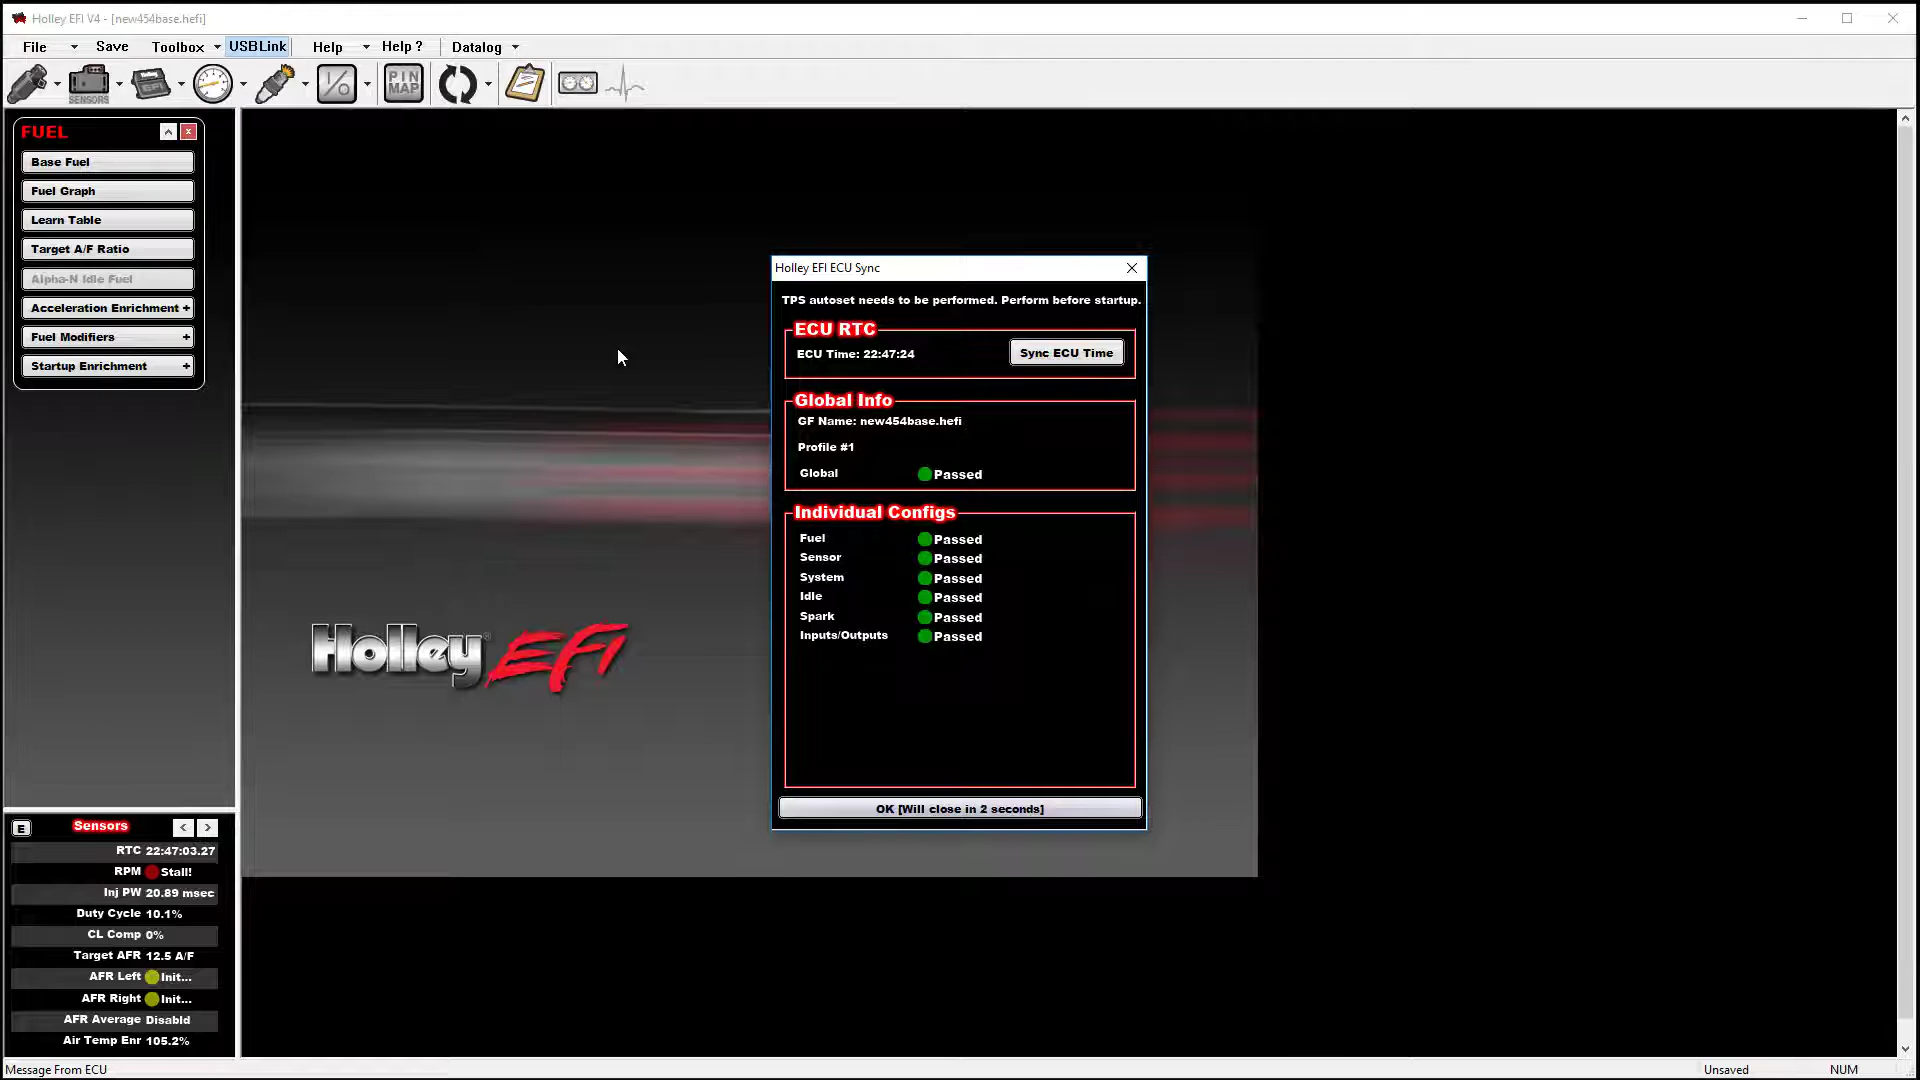 Holley EFI V4 - [new454base.hefi]
File Save Toolbox USBLink Help Help ? Datalog
SENSORS
Holley
EFI
I/O
PIN
MAP
FUEL
Base Fuel
Fuel Graph
Learn Table
Target A/F Ratio
Alpha-N Idle Fuel
Acceleration Enrichment +
Fuel Modifiers +
Startup Enrichment +
Holley EFI
Holley EFI ECU Sync
TPS autoset needs to be performed. Perform before startup.
ECU RTC
ECU Time: 22:47:24 Sync ECU Time
Global Info
GF Name: new454base.hefi
Profile #1
Global Passed
Individual Configs
Fuel Passed
Sensor Passed
System Passed
Idle Passed
Spark Passed
Inputs/Outputs Passed
OK [Will close in 2 seconds]
E Sensors < >
RTC 22:47:03.27
RPM Stall!
Inj PW 20.89 msec
Duty Cycle 10.1%
CL Comp 0%
Target AFR 12.5 A/F
AFR Left Init...
AFR Right Init...
AFR Average Disabld
Air Temp Enr 105.2%
Message From ECU Unsaved NUM